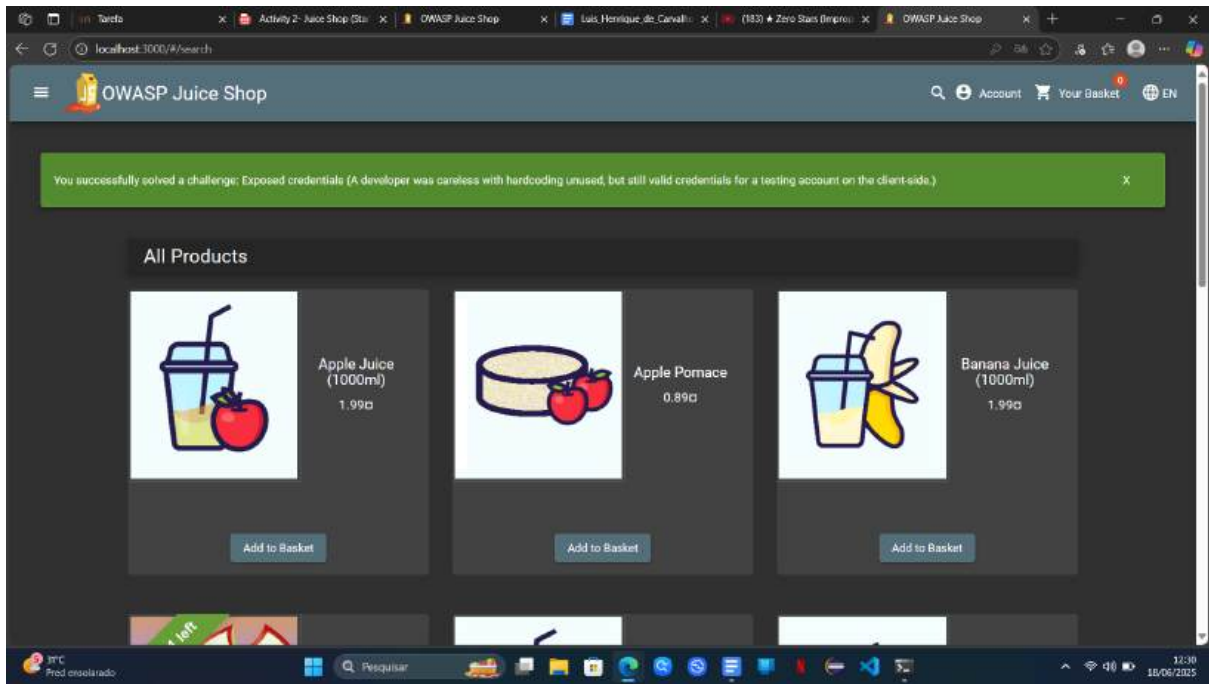 Tarefa
Activity 2- Juice Shop (Sta
OWASP Juice Shop
Luis_Henrique_de_Carvalh
(183) ★ Zero Stars (Improp
OWASP Juice Shop
localhost:3000/#/search
OWASP Juice Shop
Account
Your Basket
0
EN
You successfully solved a challenge: Exposed credentials (A developer was careless with hardcoding unused, but still valid credentials for a testing account on the client-side.)
X
All Products
Apple Juice
(1000ml)
1.99¤
Apple Pomace
0.89¤
Banana Juice
(1000ml)
1.99¤
Add to Basket
Add to Basket
Add to Basket
left
Pred ensolarado
Pesquisar
12:30
18/06/2025